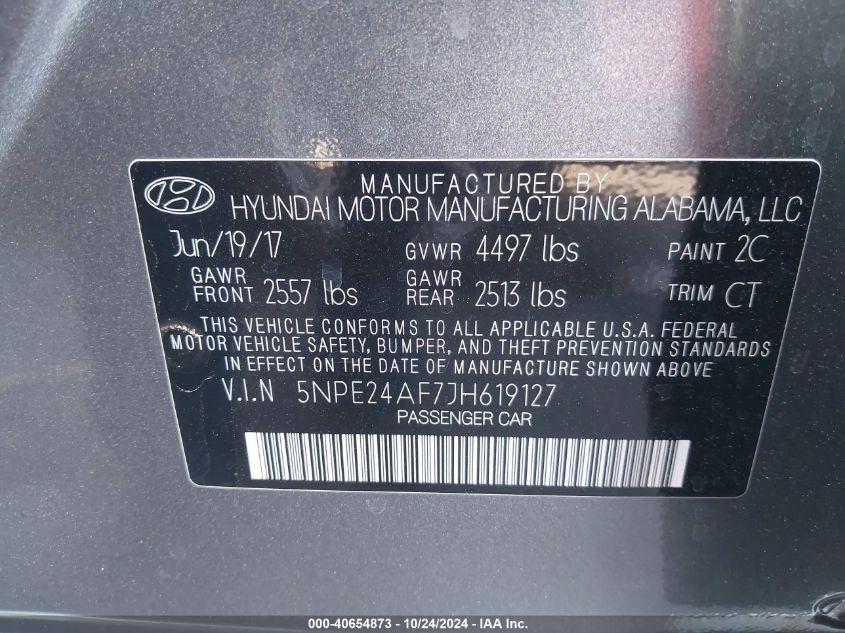 MANUFACTURED BY
HYUNDAI MOTOR MANUFACTURING ALABAMA, LLC
Jun/19/17 GVWR 4497 lbs PAINT 2C
GAWR FRONT 2557 lbs GAWR REAR 2513 lbs TRIM CT
THIS VEHICLE CONFORMS TO ALL APPLICABLE U.S.A. FEDERAL
MOTOR VEHICLE SAFETY, BUMPER, AND THEFT PREVENTION STANDARDS
IN EFFECT ON THE DATE OF MANUFACTURE SHOWN ABOVE
V.I.N 5NPE24AF7JH619127
PASSENGER CAR
000-40654873 - 10/24/2024 - IAA Inc.